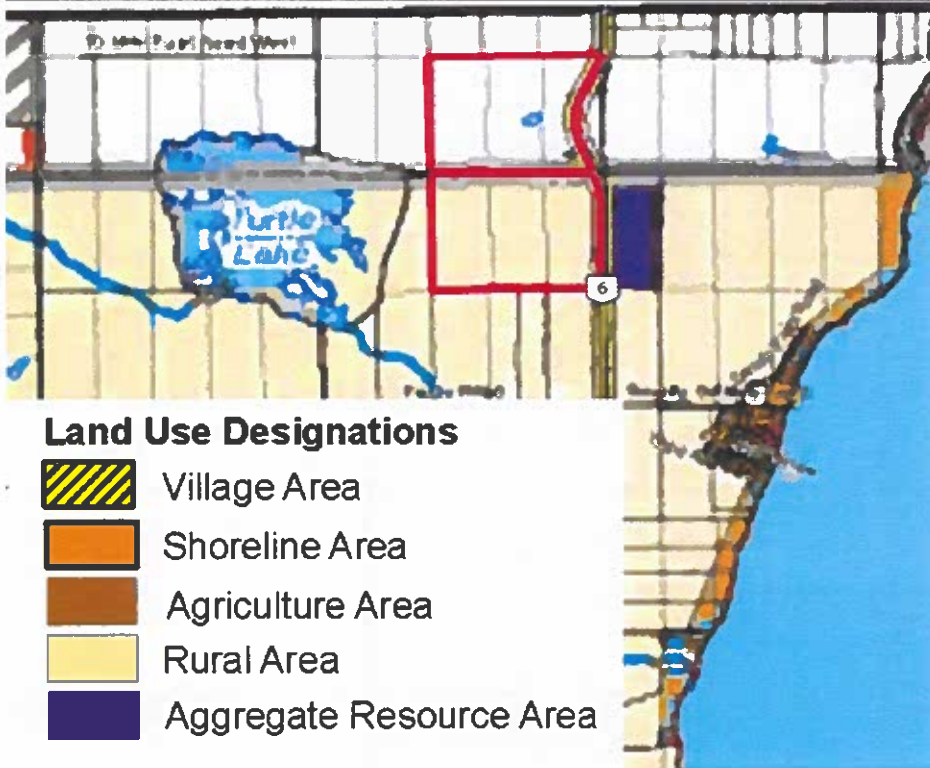 Turtle
Lake
6
Land Use Designations
Village Area
Shoreline Area
Agriculture Area
Rural Area
Aggregate Resource Area